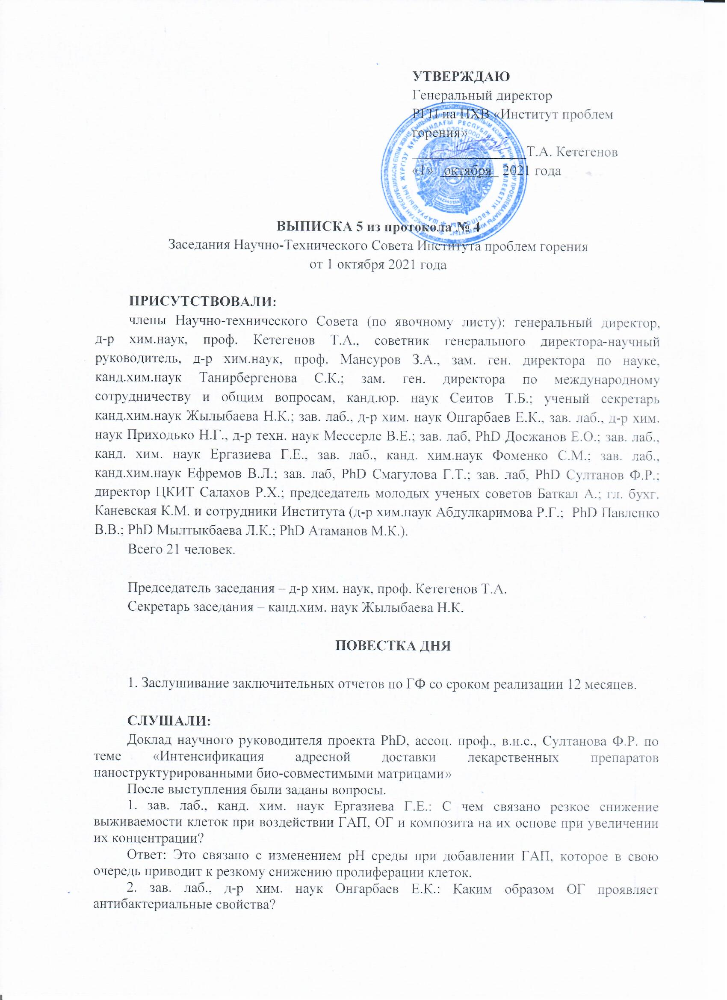 УТВЕРЖДАЮ
Генеральный директор
РГП на ПХВ «Институт проблем
горения»
Т.А. Кетегенов
«1» октября 2021 года
РЕСПУБЛИКАЛЫҚ МЕМЛЕКЕТТІК
ШАРУАШЫЛЫҚ ЖҮРГІЗУ ҚҰҚЫҒЫНДАҒЫ
QAZAQSTAN
ВЫПИСКА 5 из протокола № 4
Заседания Научно-Технического Совета Института проблем горения
от 1 октября 2021 года
ПРИСУТСТВОВАЛИ:
члены Научно-технического Совета (по явочному листу): генеральный директор,
д-р хим.наук, проф. Кетегенов Т.А., советник генерального директора-научный
руководитель, д-р хим.наук, проф. Мансуров З.А., зам. ген. директора по науке,
канд.хим.наук Танирбергенова С.К.; зам. ген. директора по международному
сотрудничеству и общим вопросам, канд.юр. наук Сеитов Т.Б.; ученый секретарь
канд.хим.наук Жылыбаева Н.К.; зав. лаб., д-р хим. наук Онгарбаев Е.К., зав. лаб., д-р хим.
наук Приходько Н.Г., д-р техн. наук Мессерле В.Е.; зав. лаб, PhD Досжанов Е.О.; зав. лаб.,
канд. хим. наук Ергазиева Г.Е., зав. лаб., канд. хим.наук Фоменко С.М.; зав. лаб.,
канд.хим.наук Ефремов В.Л.; зав. лаб, PhD Смагулова Г.Т.; зав. лаб, PhD Султанов Ф.Р.;
директор ЦКИТ Салахов Р.Х.; председатель молодых ученых советов Баткал А.; гл. бухг.
Каневская К.М. и сотрудники Института (д-р хим.наук Абдулкаримова Р.Г.; PhD Павленко
В.В.; PhD Мылтыкбаева Л.К.; PhD Атаманов М.К.).
Всего 21 человек.
Председатель заседания – д-р хим. наук, проф. Кетегенов Т.А.
Секретарь заседания – канд.хим. наук Жылыбаева Н.К.
ПОВЕСТКА ДНЯ
1. Заслушивание заключительных отчетов по ГФ со сроком реализации 12 месяцев.
СЛУШАЛИ:
Доклад научного руководителя проекта PhD, ассоц. проф., в.н.с., Султанова Ф.Р. по
теме «Интенсификация адресной доставки лекарственных препаратов
наноструктурированными био-совместимыми матрицами»
После выступления были заданы вопросы.
1. зав. лаб., канд. хим. наук Ергазиева Г.Е.: С чем связано резкое снижение
выживаемости клеток при воздействии ГАП, ОГ и композита на их основе при увеличении
их концентрации?
Ответ: Это связано с изменением pH среды при добавлении ГАП, которое в свою
очередь приводит к резкому снижению пролиферации клеток.
2. зав. лаб., д-р хим. наук Онгарбаев Е.К.: Каким образом ОГ проявляет
антибактериальные свойства?